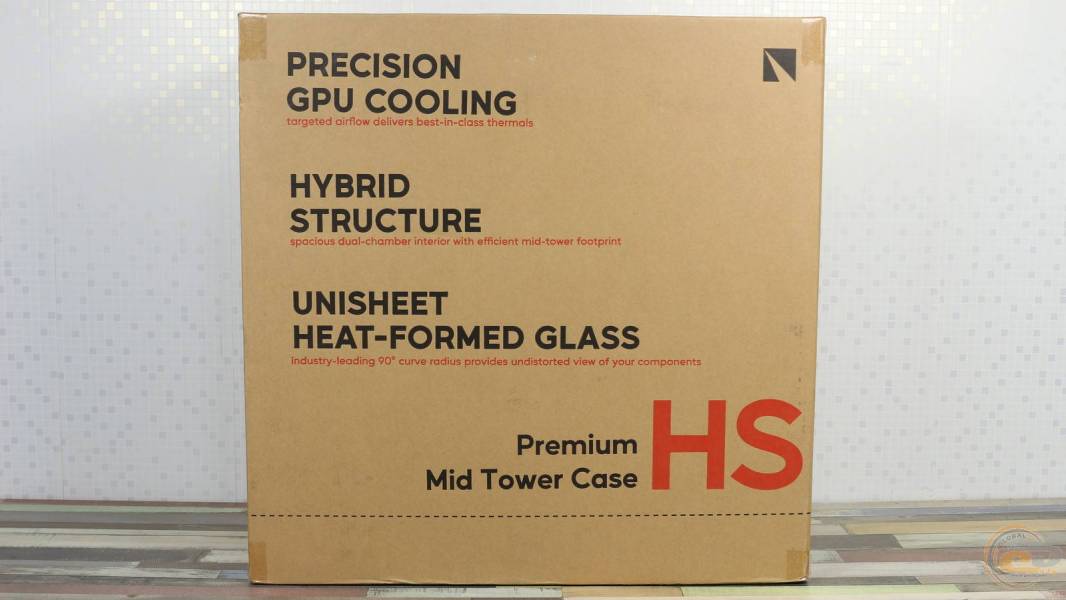 PRECISION
GPU COOLING
targeted airflow delivers best-in-class thermals
HYBRID
STRUCTURE
spacious dual-chamber interior with efficient mid-tower footprint
UNISHEET
HEAT-FORMED GLASS
industry-leading 90° curve radius provides undistorted view of your components
Premium
Mid Tower Case
HS
GLOBAL